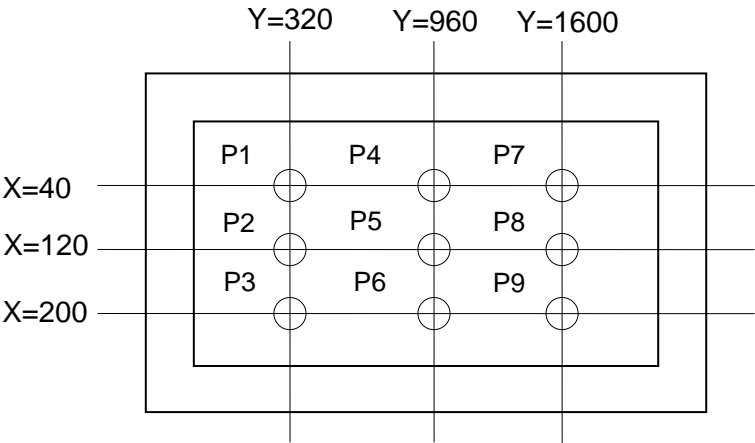 Y=320 Y=960 Y=1600
P1 P4 P7
X=40
P2 P5 P8
X=120
P3 P6 P9
X=200